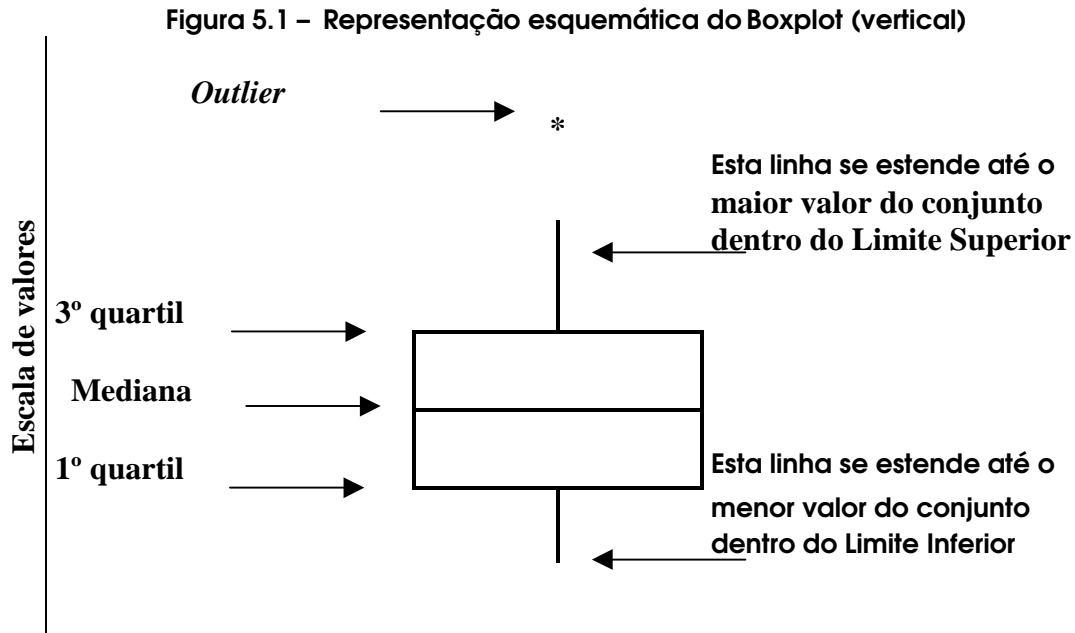 Figura 5.1 – Representação esquemática do Boxplot (vertical)
Outlier
*
Esta linha se estende até o
maior valor do conjunto
dentro do Limite Superior
Escala de valores
3º quartil
Mediana
1º quartil
Esta linha se estende até o
menor valor do conjunto
dentro do Limite Inferior